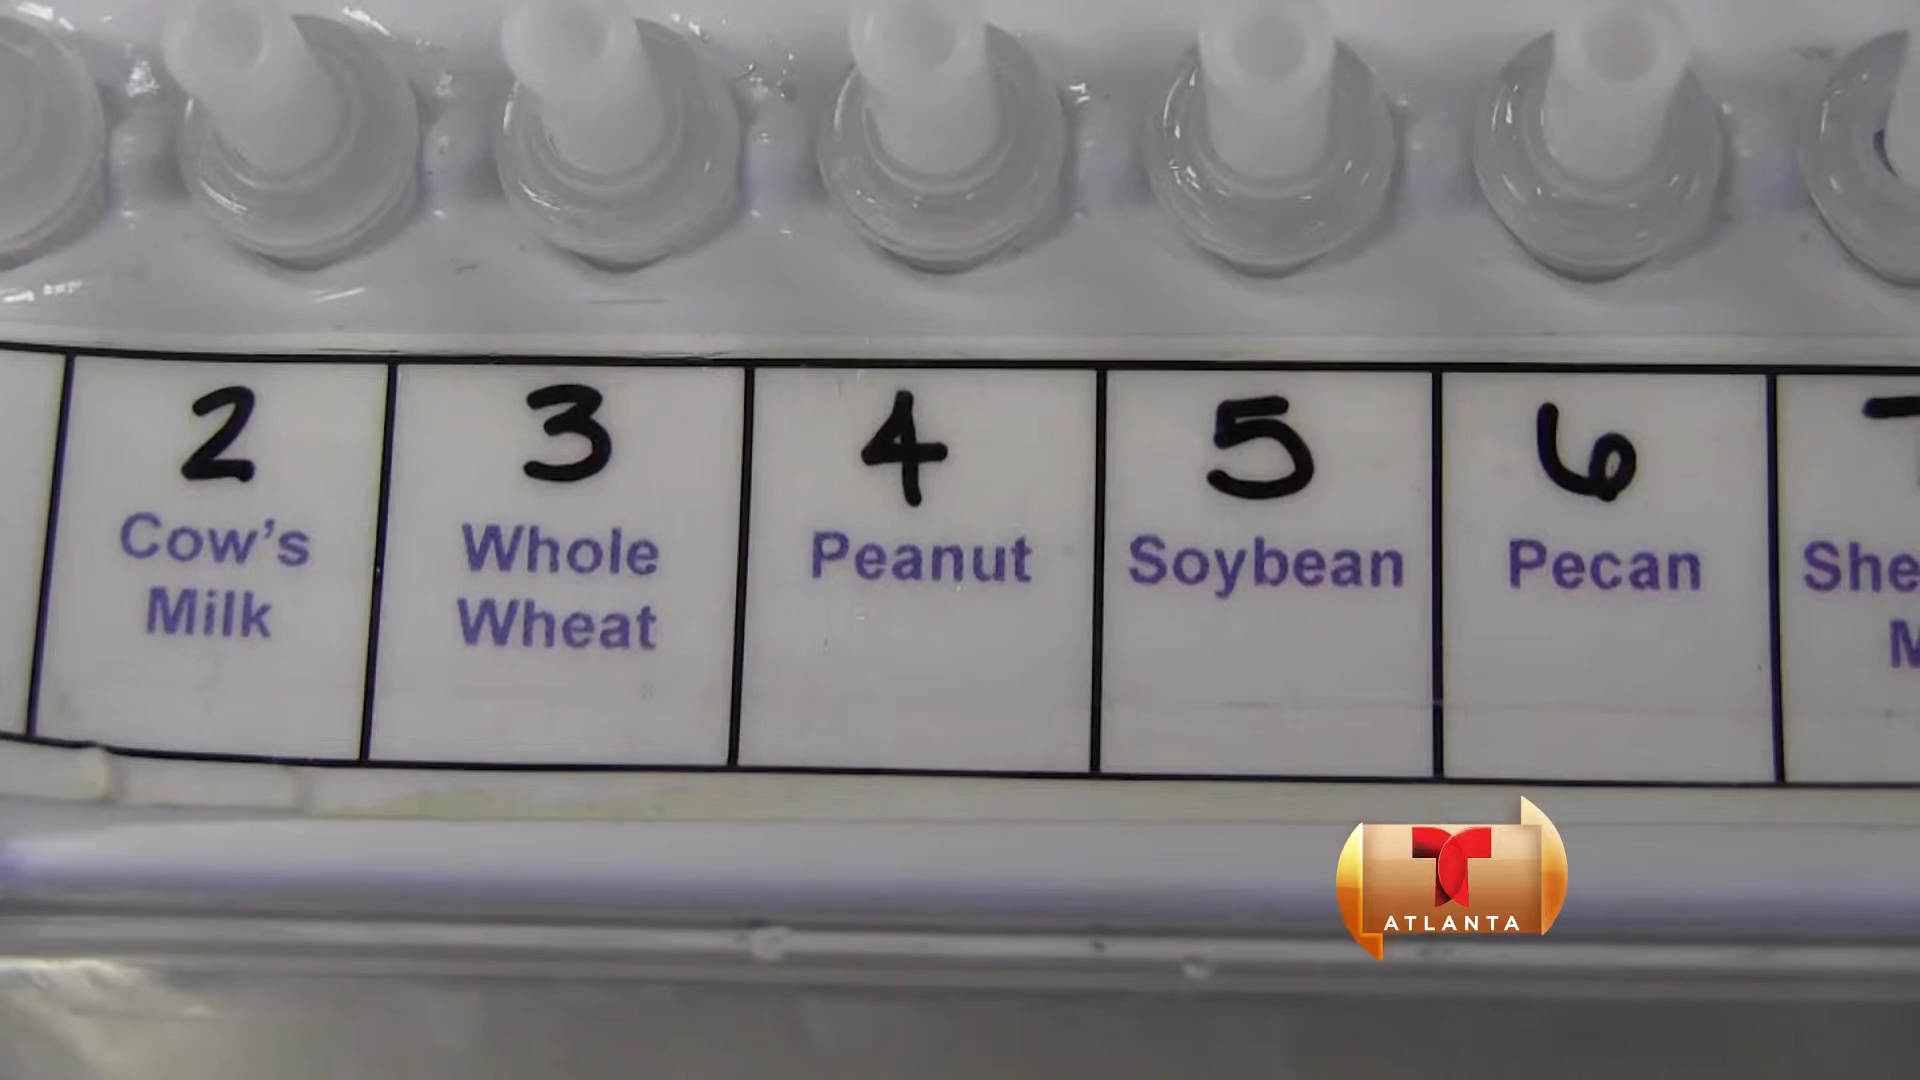 2
Cow's
Milk
3
Whole
Wheat
4
Peanut
5
Soybean
6
Pecan
ATLANTA